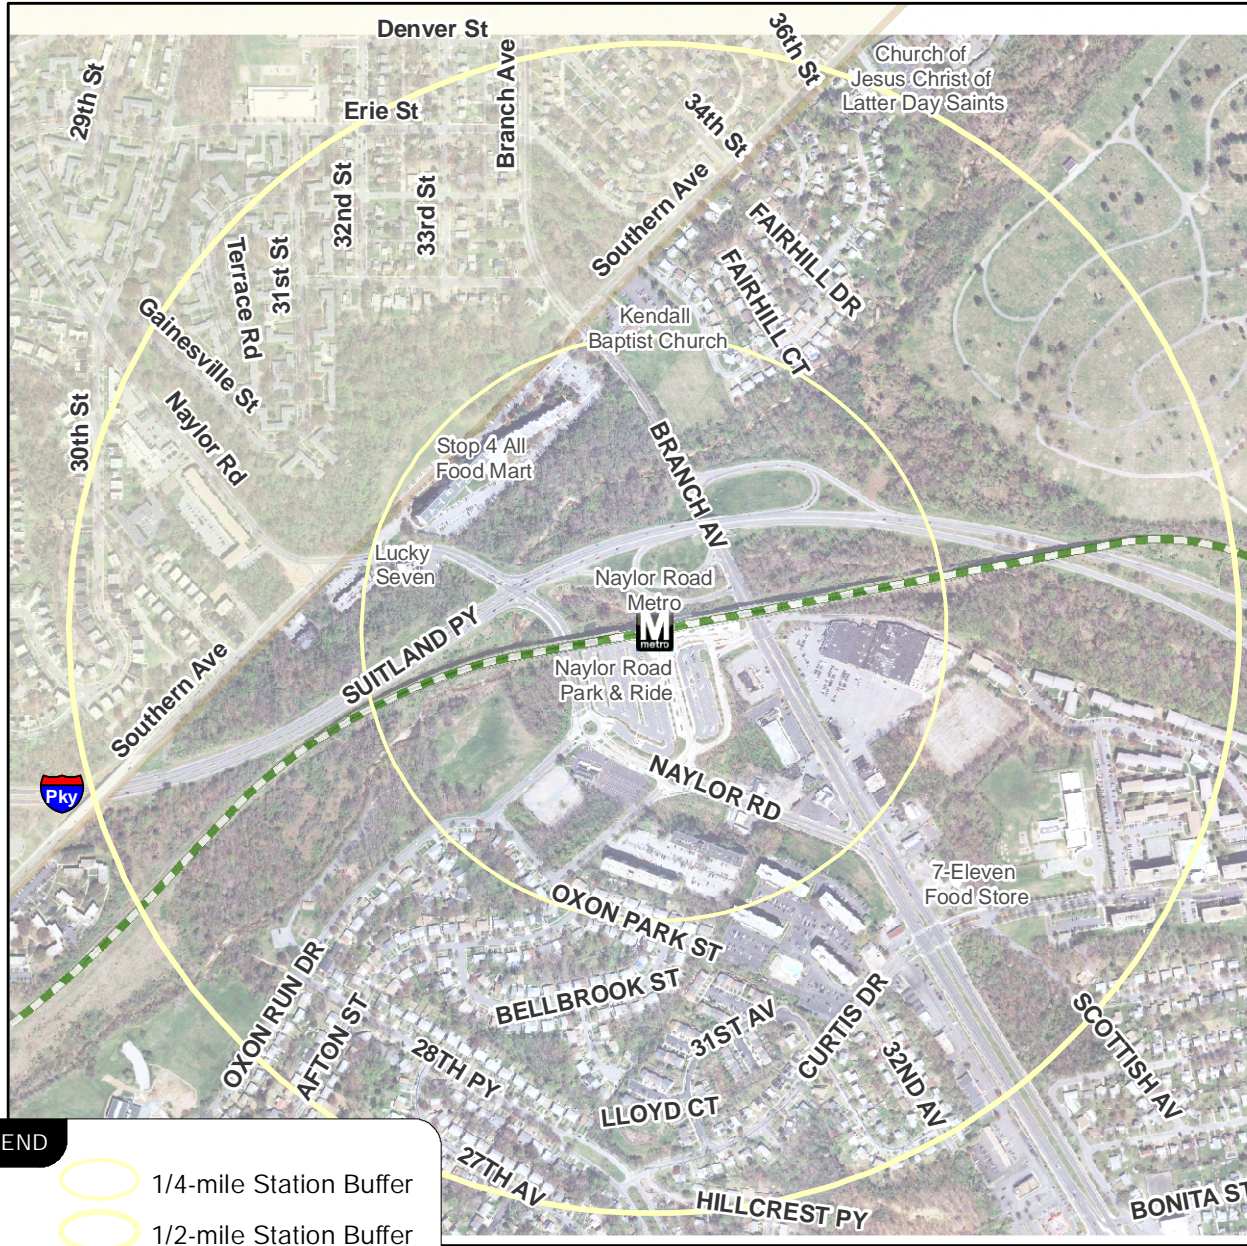 Denver St
36th St
Church of
Jesus Christ of
Latter Day Saints
29th St
Branch Ave
Erie St
34th St
32nd St
33rd St
Southern Ave
FAIRHILL DR
FAIRHILL CT
31st St
Terrace Rd
Gainesville St
Kendall
Baptist Church
30th St
Naylor Rd
Stop 4 All
Food Mart
BRANCH AV
Lucky
Seven
Naylor Road
Metro
M
metro
SUITLAND PY
Naylor Road
Park & Ride
Southern Ave
Pky
NAYLOR RD
7-Eleven
Food Store
OXON PARK ST
OXON RUN DR
BELLBROOK ST
AFTON ST
28TH PY
31ST AV
CURTIS DR
32ND AV
SCOTTISH AV
LLOYD CT
27TH AV
HILLCREST PY
BONITA ST
END
1/4-mile Station Buffer
1/2-mile Station Buffer